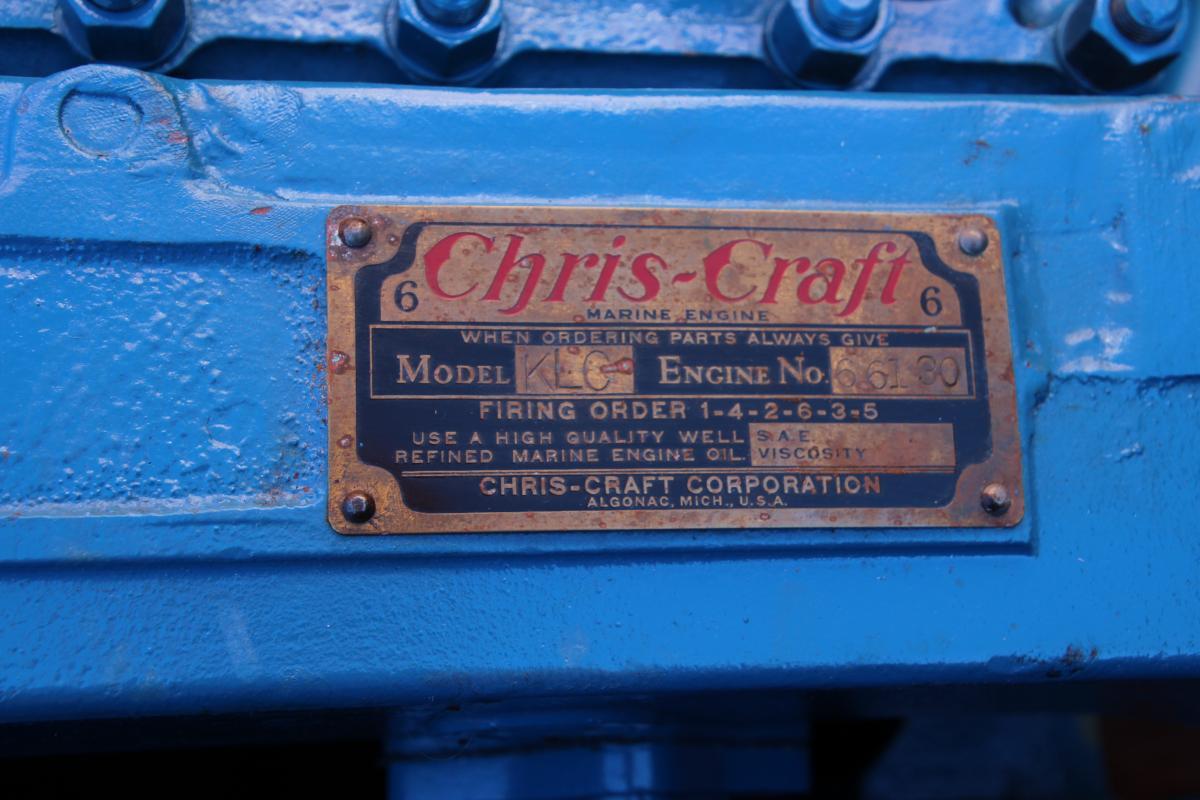 Chris-Craft
6 6
MARINE ENGINE
WHEN ORDERING PARTS ALWAYS GIVE
MODEL KLC ENGINE NO. 66130
FIRING ORDER 1-4-2-6-3-5
USE A HIGH QUALITY WELL S.A.E.
REFINED MARINE ENGINE OIL. VISCOSITY
CHRIS-CRAFT CORPORATION
ALGONAC, MICH., U.S.A.